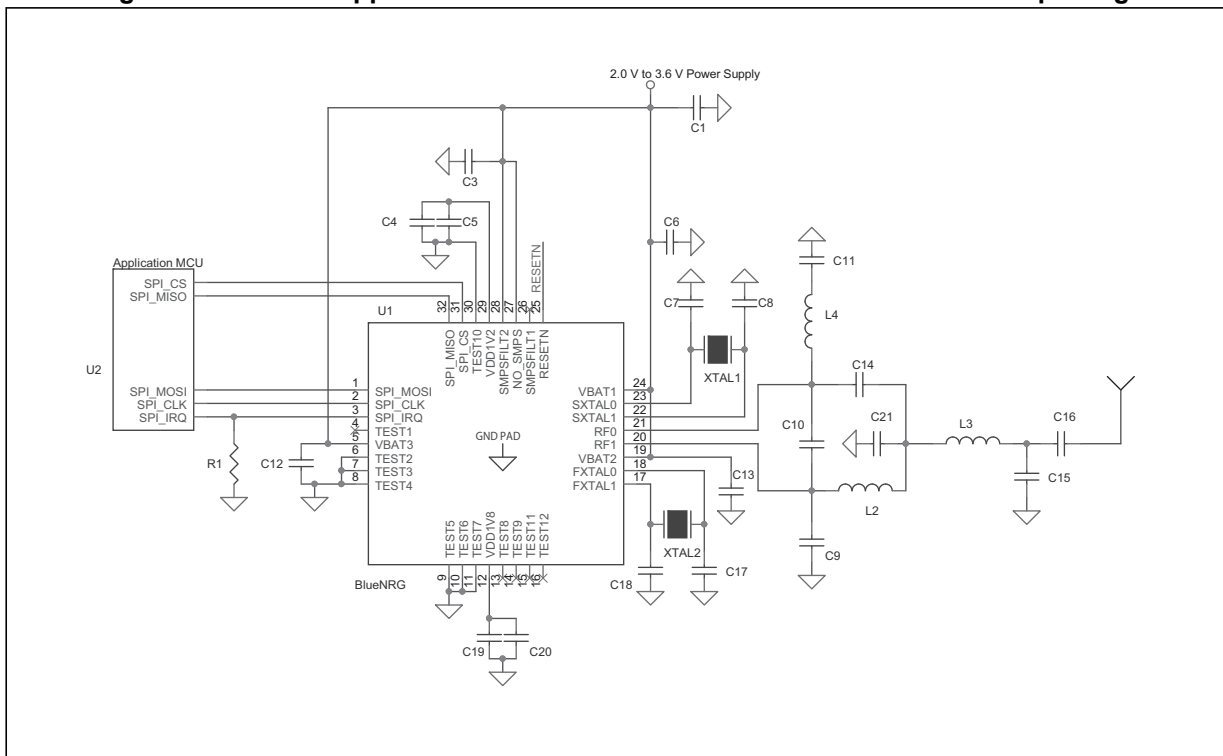 2.0 V to 3.6 V Power Supply
C1
C3
C4
C5
C6
RESETN
Application MCU
SPI_CS
SPI_MISO
C7
C8
C11
L4
U1
32
31
30
29
28
27
26
25
SPI_MISO
SPI_CS
TEST10
VDD1V2
SMPSFILT2
NO_SMPS
SMPSFILT1
RESETN
XTAL1
C14
U2
SPI_MOSI
SPI_CLK
SPI_IRQ
1
2
3
4
5
6
7
8
SPI_MOSI
SPI_CLK
SPI_IRQ
TEST1
VBAT3
TEST2
TEST3
TEST4
GND PAD
VBAT1
SXTAL0
SXTAL1
RF0
RF1
VBAT2
FXTAL0
FXTAL1
24
23
22
21
20
19
18
17
C10
C21
L3
C16
R1
C12
C13
C15
L2
TEST5
TEST6
TEST7
VDD1V8
TEST8
TEST9
TEST11
TEST12
XTAL2
C9
BlueNRG
9
10
11
12
13
14
15
16
C18
C17
C19
C20